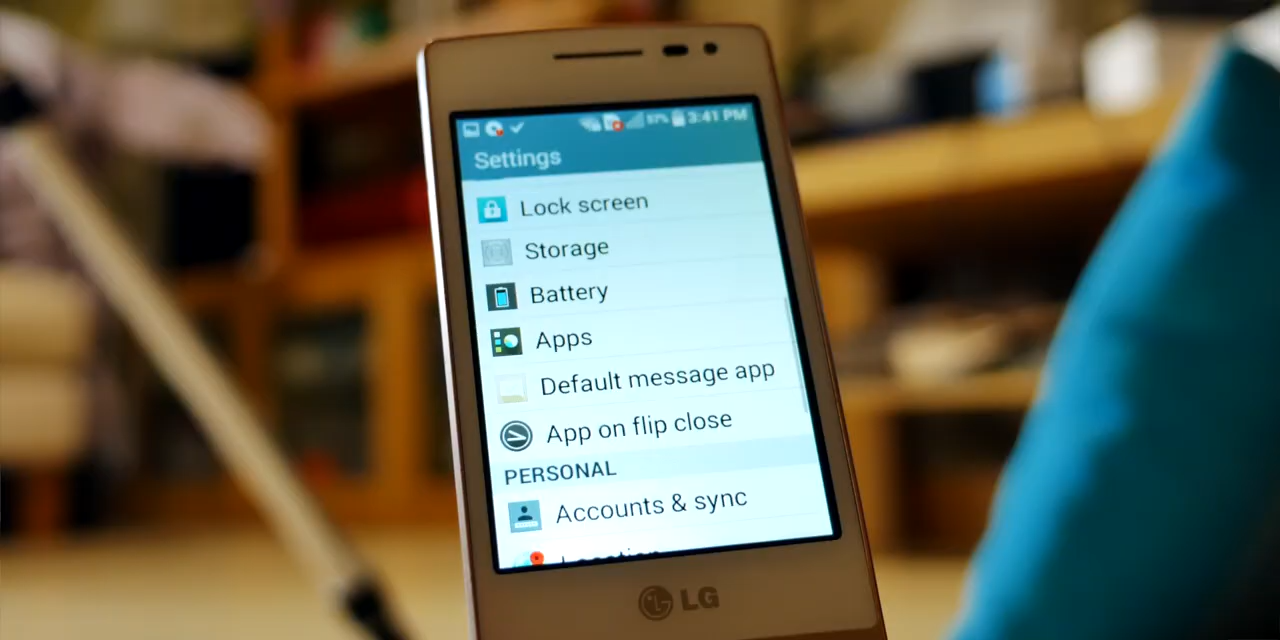 3:41 PM
Settings
Lock screen
Storage
Battery
Apps
Default message app
App on flip close
PERSONAL
Accounts & sync
Location
LG